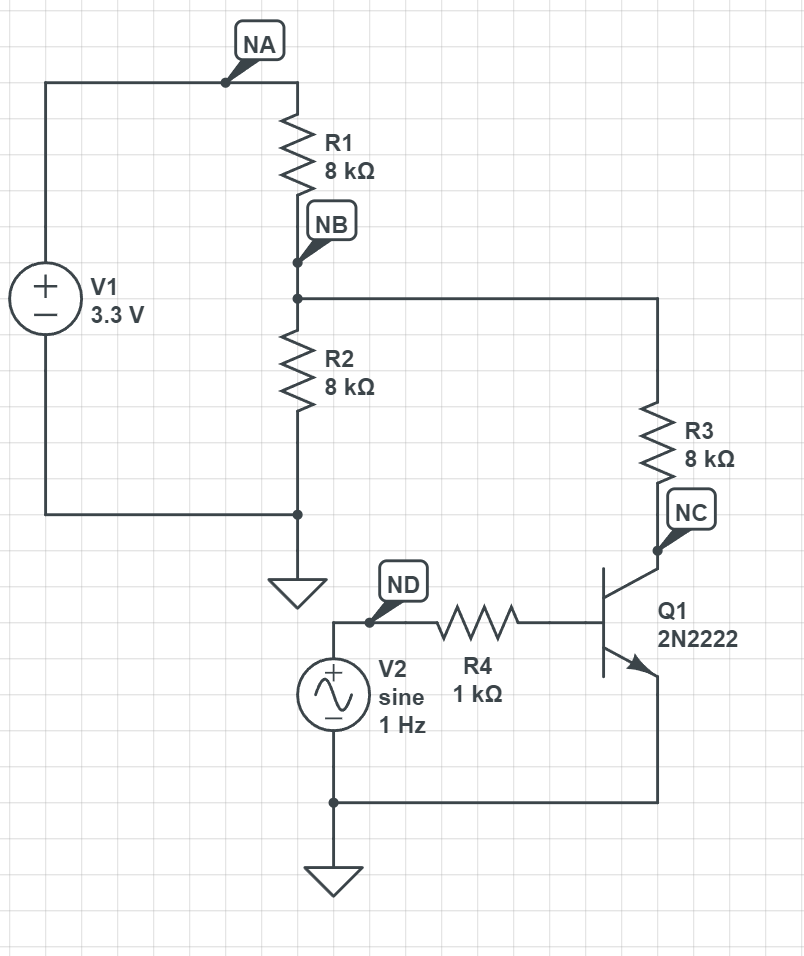 NA
R1
8 kΩ
NB
V1
3.3 V
R2
8 kΩ
R3
8 kΩ
NC
ND
Q1
2N2222
R4
1 kΩ
V2
sine
1 Hz